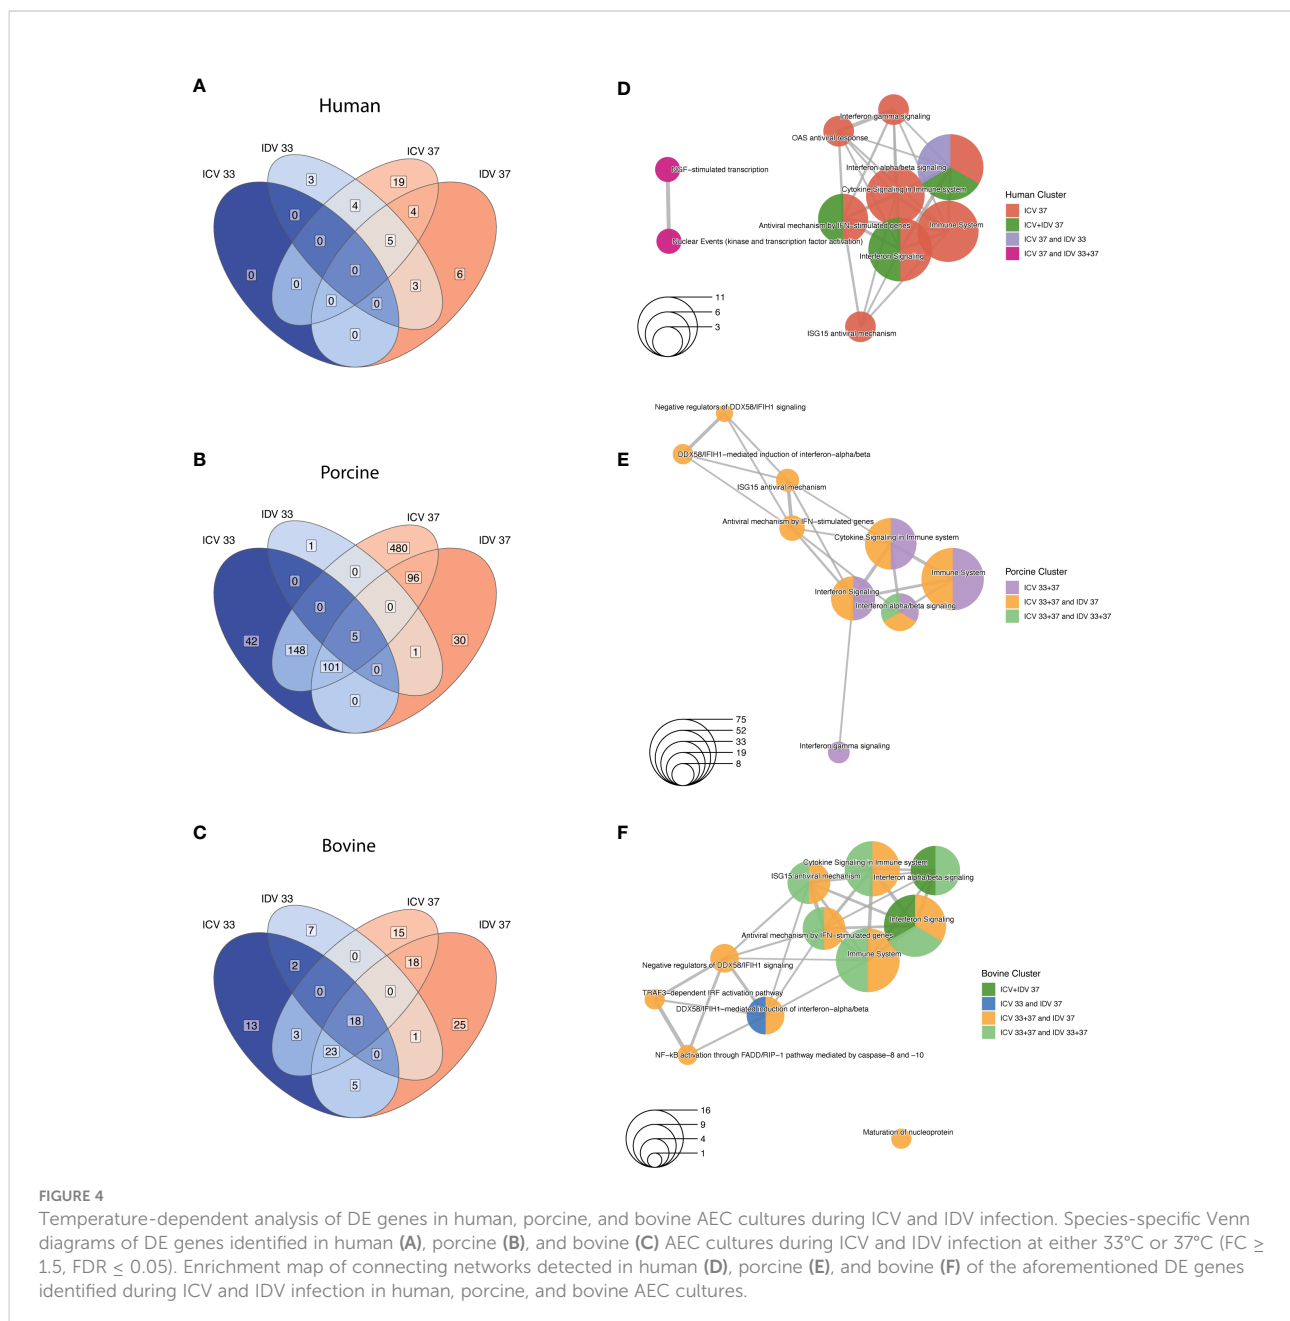 A
Human
ICV 33
IDV 33
ICV 37
IDV 37
3
19
0
4
4
0
5
0
0
6
0
3
0
0
0
D
Interferon gamma signaling
OAS antiviral response
NGF−stimulated transcription
Interferon alpha/beta signaling
Cytokine Signaling in Immune system
Antiviral mechanism by IFN−stimulated genes
Immune System
Nuclear Events (kinase and transcription factor activation)
Interferon Signaling
ISG15 antiviral mechanism
11
6
3
Human Cluster
ICV 37
ICV+IDV 37
ICV 37 and IDV 33
ICV 37 and IDV 33+37
B
Porcine
ICV 33
IDV 33
ICV 37
IDV 37
1
480
0
0
96
0
0
42
5
30
148
1
101
0
0
E
Negative regulators of DDX58/IFIH1 signaling
DDX58/IFIH1−mediated induction of interferon−alpha/beta
ISG15 antiviral mechanism
Antiviral mechanism by IFN−stimulated genes
Cytokine Signaling in Immune system
Immune System
Interferon Signaling
Interferon alpha/beta signaling
Interferon gamma signaling
75
52
33
19
8
Porcine Cluster
ICV 33+37
ICV 33+37 and IDV 37
ICV 33+37 and IDV 33+37
C
Bovine
ICV 33
IDV 33
ICV 37
IDV 37
7
15
2
0
18
0
0
13
18
25
3
1
23
0
5
F
Cytokine Signaling in Immune system
ISG15 antiviral mechanism
Interferon alpha/beta signaling
Interferon Signaling
Antiviral mechanism by IFN−stimulated genes
Immune System
Negative regulators of DDX58/IFIH1 signaling
TRAF3−dependent IRF activation pathway
DDX58/IFIH1−mediated induction of interferon−alpha/beta
NF−kB activation through FADD/RIP−1 pathway mediated by caspase−8 and −10
Maturation of nucleoprotein
16
9
4
1
Bovine Cluster
ICV+IDV 37
ICV 33 and IDV 37
ICV 33+37 and IDV 37
ICV 33+37 and IDV 33+37
FIGURE 4
Temperature-dependent analysis of DE genes in human, porcine, and bovine AEC cultures during ICV and IDV infection. Species-specific Venn
diagrams of DE genes identified in human (A), porcine (B), and bovine (C) AEC cultures during ICV and IDV infection at either 33°C or 37°C (FC ≥
1.5, FDR ≤ 0.05). Enrichment map of connecting networks detected in human (D), porcine (E), and bovine (F) of the aforementioned DE genes
identified during ICV and IDV infection in human, porcine, and bovine AEC cultures.